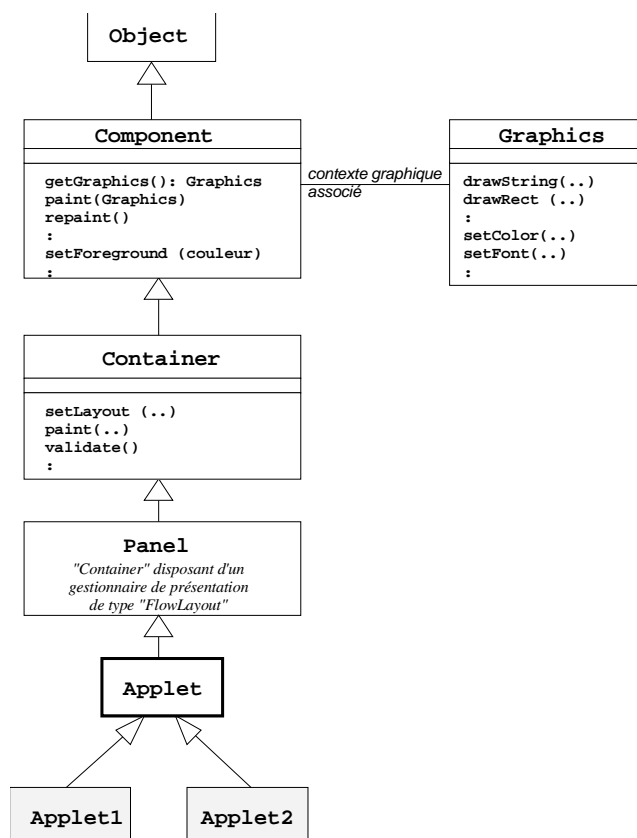 Object
Component
getGraphics(): Graphics
paint(Graphics)
repaint()
:
setForeground (couleur)
:
contexte graphique
associé
Graphics
drawString(..)
drawRect (..)
:
setColor(..)
setFont(..)
:
Container
setLayout (..)
paint(..)
validate()
:
Panel
"Container" disposant d'un
gestionnaire de présentation
de type "FlowLayout"
Applet
Applet1
Applet2